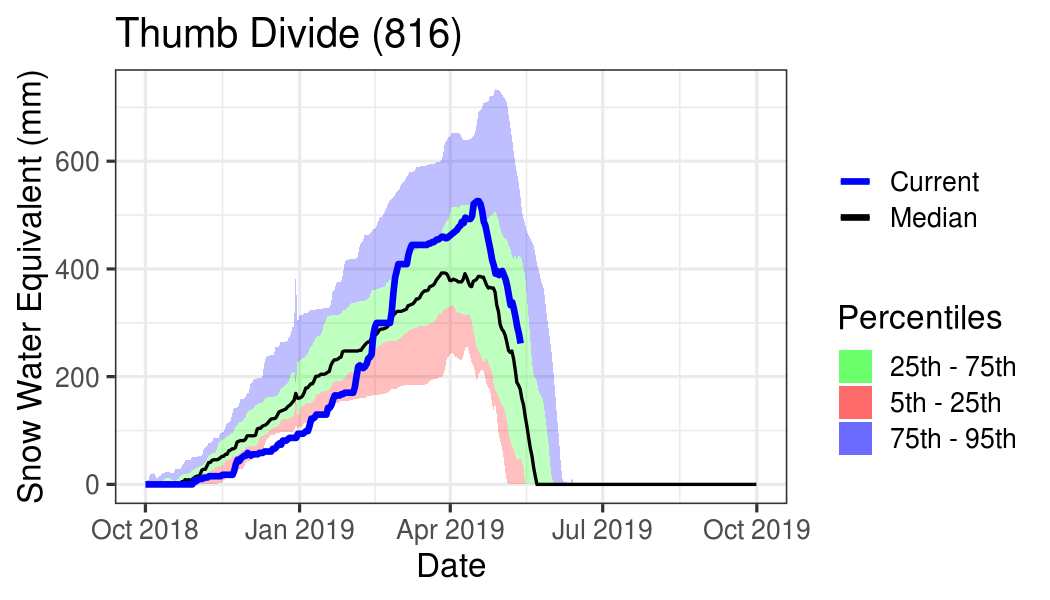 Thumb Divide (816)
Snow Water Equivalent (mm)
600
400
200
0
Oct 2018
Jan 2019
Apr 2019
Jul 2019
Oct 2019
Date
Current
Median
Percentiles
25th - 75th
5th - 25th
75th - 95th